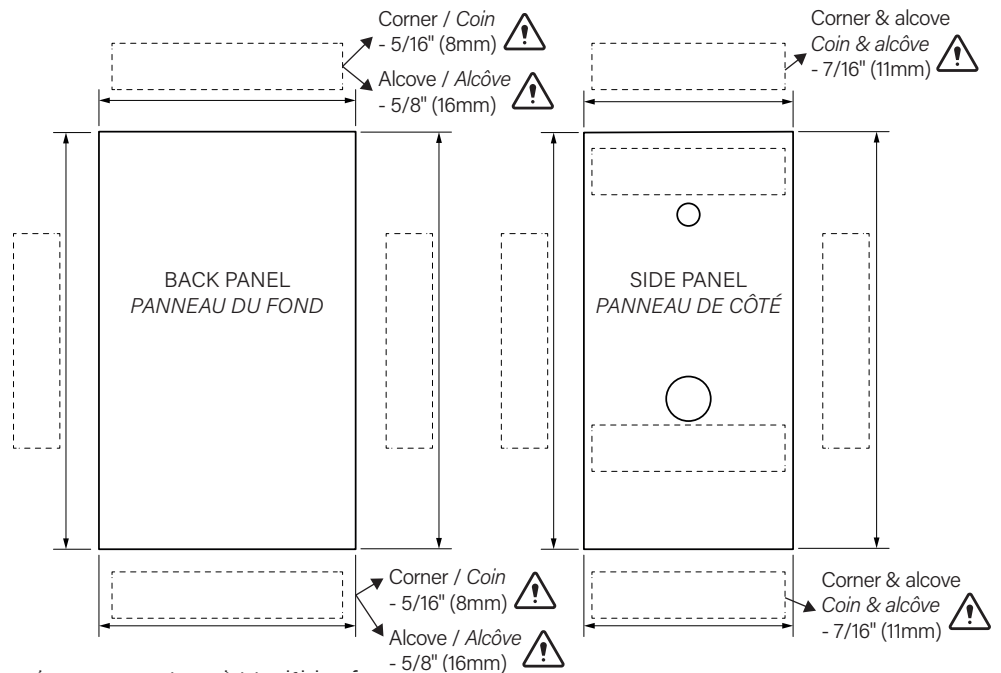 Corner / Coin
- 5/16" (8mm)
Alcove / Alcôve
- 5/8" (16mm)
Corner & alcove
Coin & alcôve
- 7/16" (11mm)
BACK PANEL
PANNEAU DU FOND
SIDE PANEL
PANNEAU DE CÔTÉ
Corner / Coin
- 5/16" (8mm)
Alcove / Alcôve
- 5/8" (16mm)
Corner & alcove
Coin & alcôve
- 7/16" (11mm)